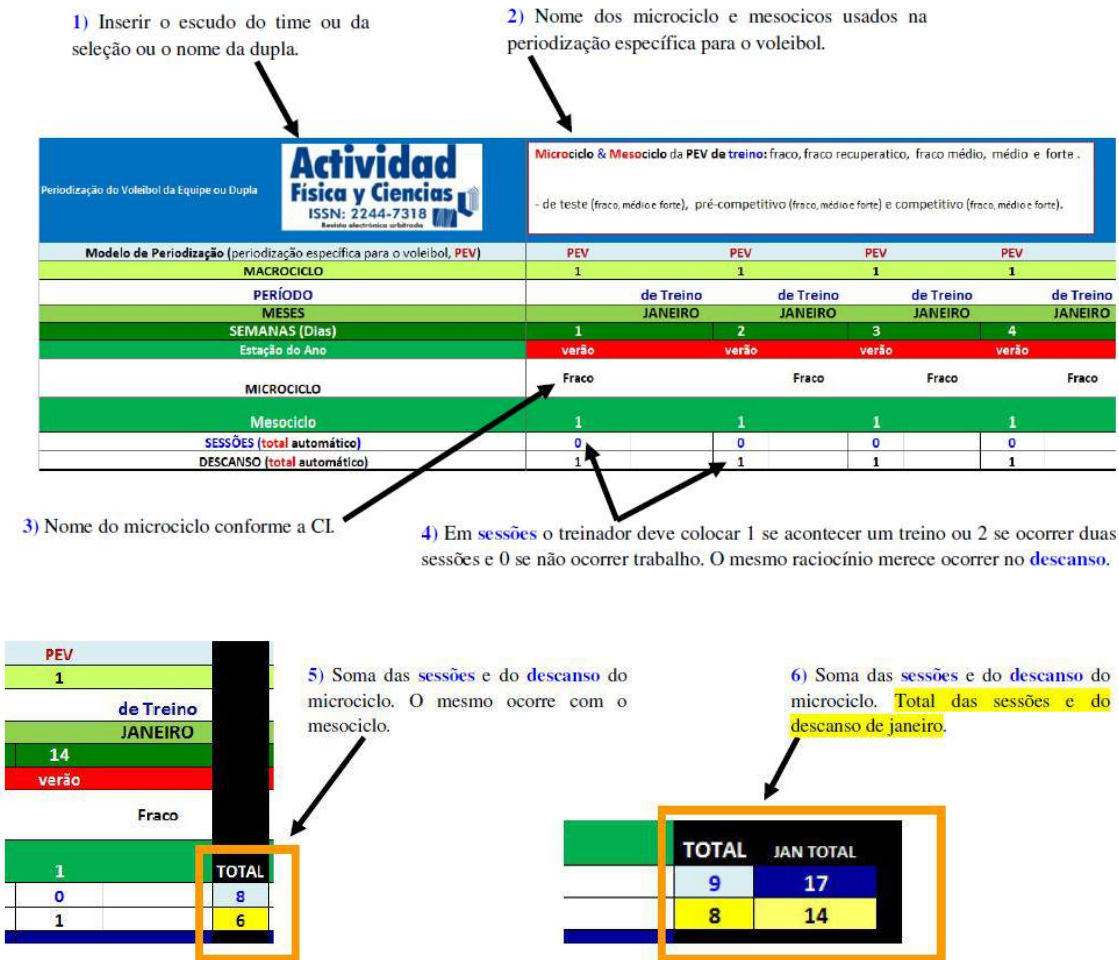 1) Inserir o escudo do time ou da
seleção ou o nome da dupla.
2) Nome dos microciclo e mesocicos usados na
periodização específica para o voleibol.
Periodização do Voleibol da Equipe ou Dupla
Actividad
Física y Ciencias
ISSN: 2244-7318
Revista electrónica arbitrada
Microciclo & Mesociclo da PEV de treino: fraco, fraco recuperatico, fraco médio, médio e forte .
- de teste (fraco, médio e forte), pré-competitivo (fraco, médio e forte) e competitivo (fraco, médio e forte).
Modelo de Periodização (periodização específica para o voleibol, PEV) PEV PEV PEV PEV
MACROCICLO 1 1 1 1
PERÍODO de Treino de Treino de Treino de Treino
MESES JANEIRO JANEIRO JANEIRO JANEIRO
SEMANAS (Dias) 1 2 3 4
Estação do Ano verão verão verão verão
MICROCICLO Fraco Fraco Fraco Fraco
Mesociclo 1 1 1 1
SESSÕES (total automático) 0 0 0 0
DESCANSO (total automático) 1 1 1 1
3) Nome do microciclo conforme a CI.
4) Em sessões o treinador deve colocar 1 se acontecer um treino ou 2 se ocorrer duas
sessões e 0 se não ocorrer trabalho. O mesmo raciocínio merece ocorrer no descanso.
PEV
1
de Treino
JANEIRO
14
verão
Fraco
1 TOTAL
0 8
1 6
5) Soma das sessões e do descanso do
microciclo. O mesmo ocorre com o
mesociclo.
6) Soma das sessões e do descanso do
microciclo. Total das sessões e do
descanso de janeiro.
TOTAL JAN TOTAL
9 17
8 14